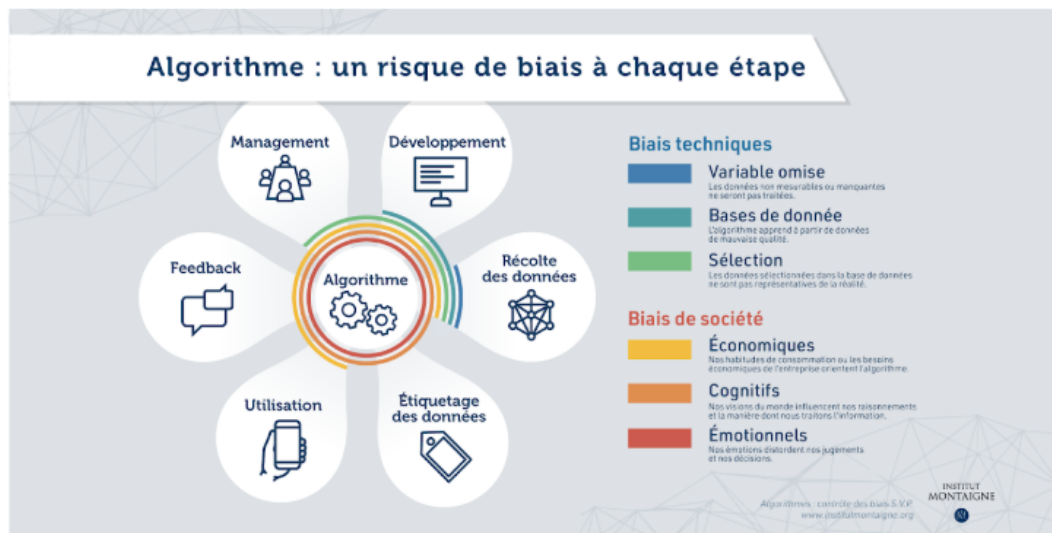 Algorithme : un risque de biais à chaque étape
Management
Développement
Feedback
Algorithme
Récolte
des données
Utilisation
Étiquetage
des données
Biais techniques
Variable omise
Les données non mesurables ou manquantes
ne seront pas traitées.
Bases de donnée
L'algorithme apprend à partir de données
de mauvaise qualité.
Sélection
Les données sélectionnées dans la base de données
ne sont pas représentatives de la réalité.
Biais de société
Économiques
Nos habitudes de consommation ou les besoins
économiques de l'entreprise orientent l'algorithme.
Cognitifs
Nos visions du monde influencent nos raisonnements
et la manière dont nous traitons l'information.
Émotionnels
Nos émotions distordent nos jugements
et nos décisions.
Algorithmes : contrôle des biais S.V.P.
www.institutmontaigne.org
INSTITUT
MONTAIGNE